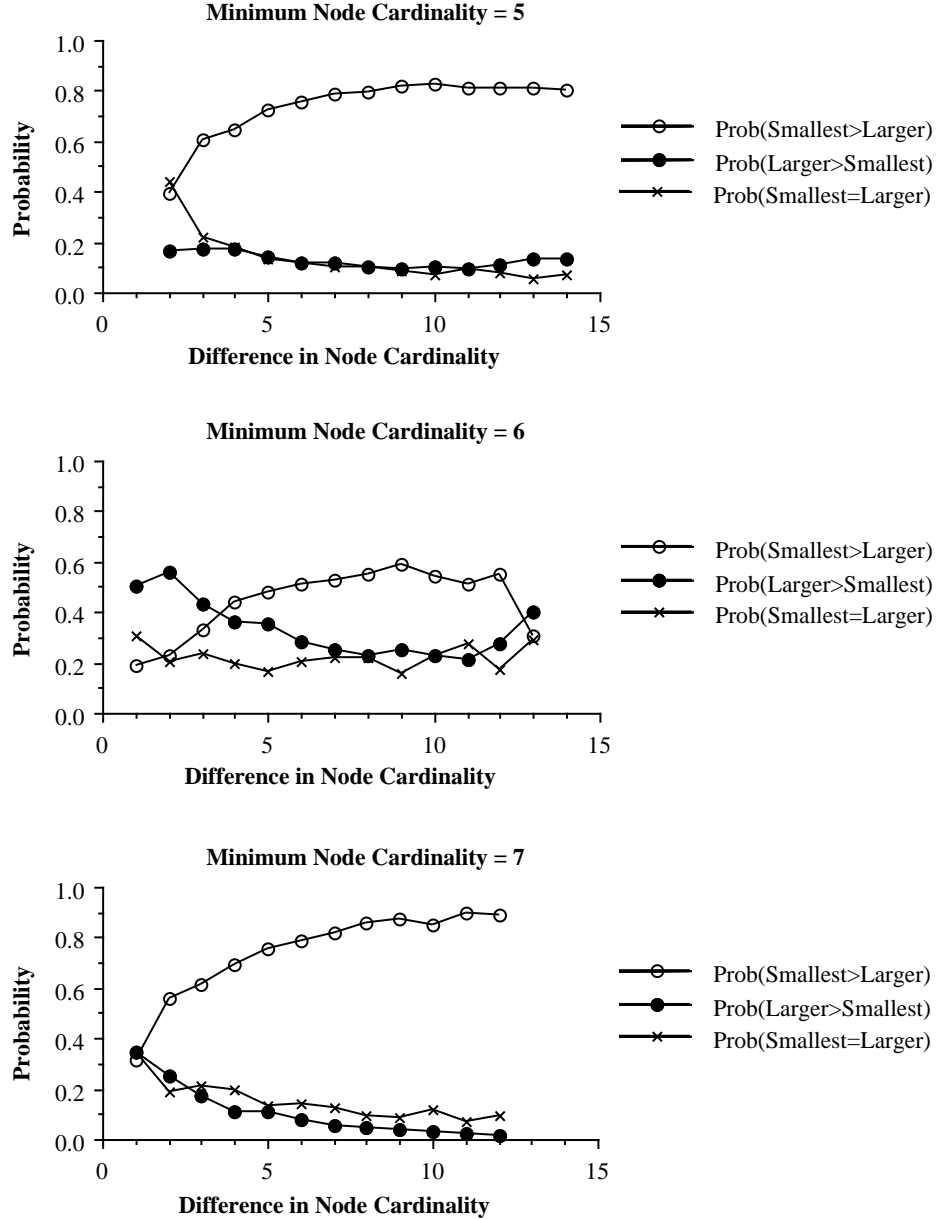 Minimum Node Cardinality = 5
1.0
0.8
0.6
0.4
0.2
0.0
Probability
0 5 10 15
Difference in Node Cardinality
Prob(Smallest>Larger)
Prob(Larger>Smallest)
Prob(Smallest=Larger)
Minimum Node Cardinality = 6
1.0
0.8
0.6
0.4
0.2
0.0
Probability
0 5 10 15
Difference in Node Cardinality
Prob(Smallest>Larger)
Prob(Larger>Smallest)
Prob(Smallest=Larger)
Minimum Node Cardinality = 7
1.0
0.8
0.6
0.4
0.2
0.0
Probability
0 5 10 15
Difference in Node Cardinality
Prob(Smallest>Larger)
Prob(Larger>Smallest)
Prob(Smallest=Larger)